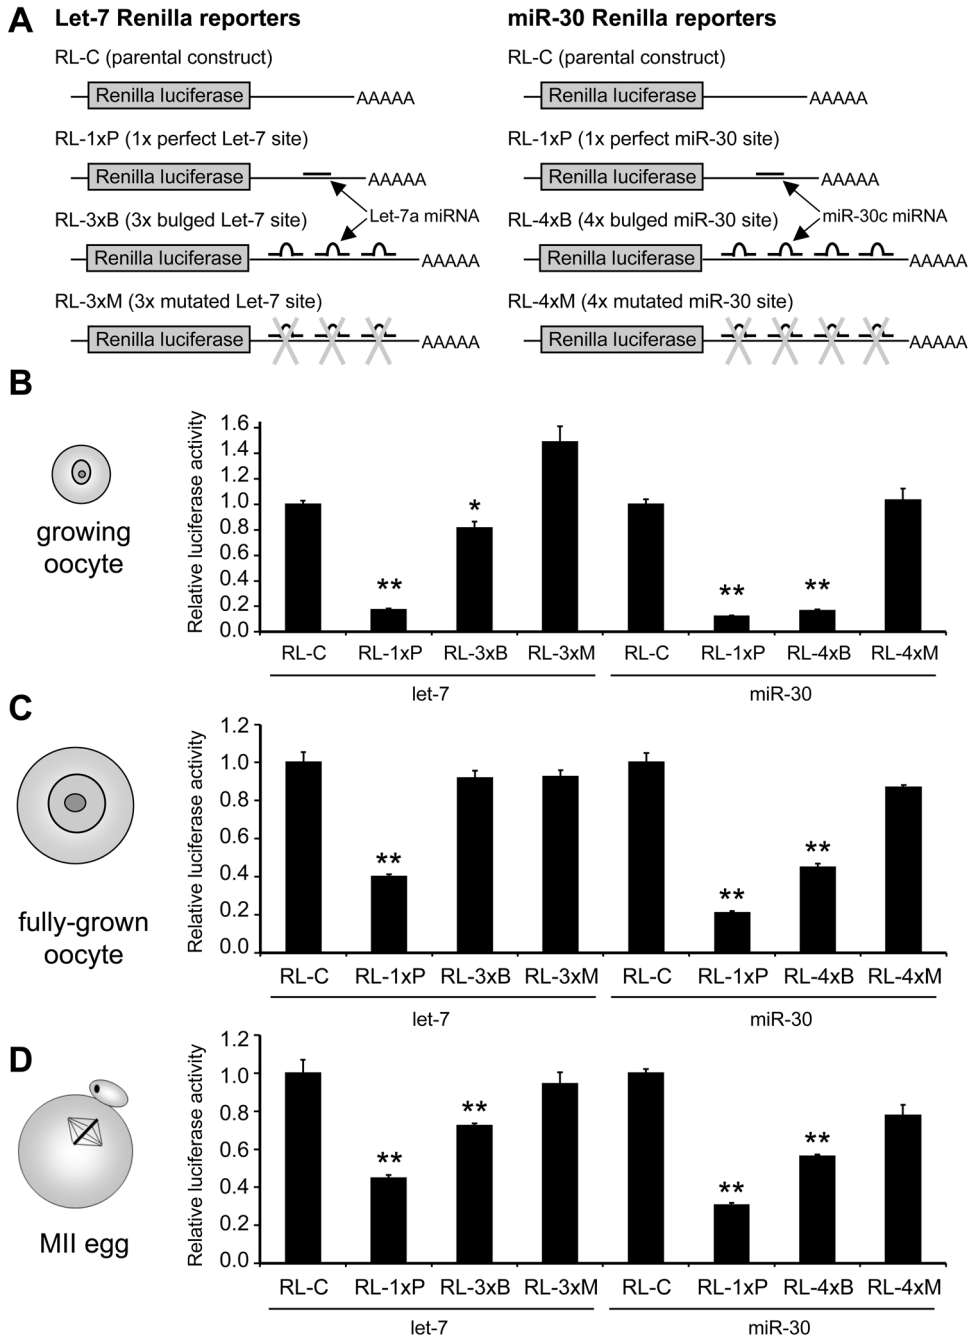 A
Let-7 Renilla reporters
RL-C (parental construct)
Renilla luciferase AAAAA
RL-1xP (1x perfect Let-7 site)
Renilla luciferase AAAAA
Let-7a miRNA
RL-3xB (3x bulged Let-7 site)
Renilla luciferase AAAAA
RL-3xM (3x mutated Let-7 site)
Renilla luciferase AAAAA
miR-30 Renilla reporters
RL-C (parental construct)
Renilla luciferase AAAAA
RL-1xP (1x perfect miR-30 site)
Renilla luciferase AAAAA
miR-30c miRNA
RL-4xB (4x bulged miR-30 site)
Renilla luciferase AAAAA
RL-4xM (4x mutated miR-30 site)
Renilla luciferase AAAAA
B
growing
oocyte
Relative luciferase activity
1.6
1.4
1.2
1.0
0.8
0.6
0.4
0.2
0.0
** * ** **
RL-C RL-1xP RL-3xB RL-3xM RL-C RL-1xP RL-4xB RL-4xM
let-7 miR-30
C
fully-grown
oocyte
Relative luciferase activity
1.2
1.0
0.8
0.6
0.4
0.2
0.0
** ** **
RL-C RL-1xP RL-3xB RL-3xM RL-C RL-1xP RL-4xB RL-4xM
let-7 miR-30
D
MII egg
Relative luciferase activity
1.2
1.0
0.8
0.6
0.4
0.2
0.0
** ** ** **
RL-C RL-1xP RL-3xB RL-3xM RL-C RL-1xP RL-4xB RL-4xM
let-7 miR-30